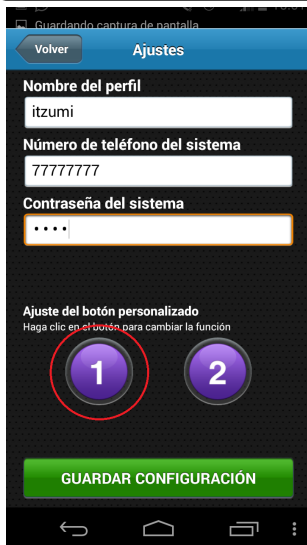 Guardando captura de pantalla
Volver
Ajustes
Nombre del perfil
itzumi
Número de teléfono del sistema
77777777
Contraseña del sistema
••••
Ajuste del botón personalizado
Haga clic en el botón para cambiar la función
1
2
GUARDAR CONFIGURACIÓN